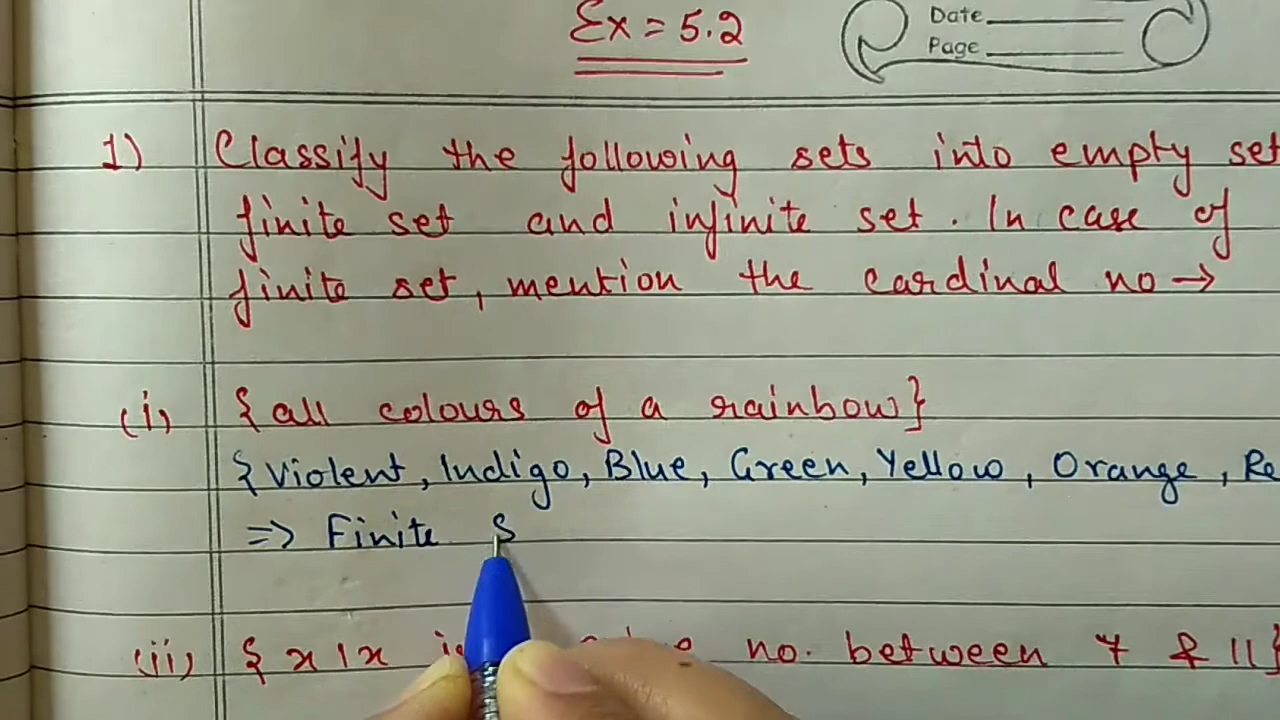 Ex = 5.2
Date
Page
1) Classify the following sets into empty set
finite set and infinite set. In case of
finite set, mention the cardinal no →
(i) {all colours of a rainbow}
{Violent, Indigo, Blue, Green, Yellow, Orange, Re
=> Finite S
(ii) {x|x no. between 7 & 11}